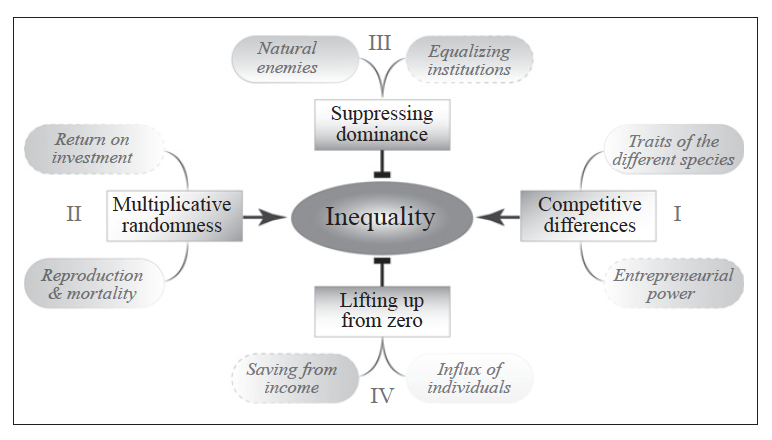 Natural
enemies
III
Equalizing
institutions
Suppressing
dominance
Return on
investment
Traits of the
different species
II
Multiplicative
randomness
Inequality
Competitive
differences
I
Reproduction
& mortality
Entrepreneurial
power
Lifting up
from zero
Saving from
income
IV
Influx of
individuals